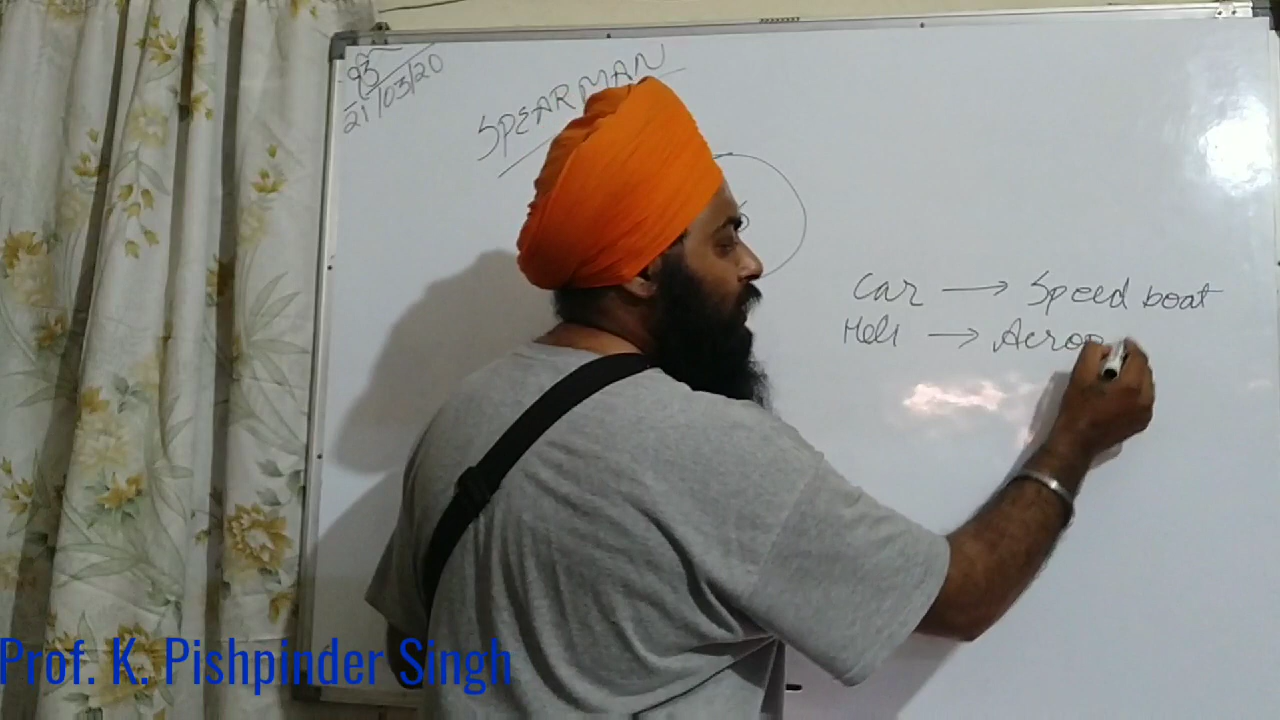 ੴ
21/03/20
SPEARMAN
Car → Speed boat
Heli → Aerop
Prof. K. Pishpinder Singh